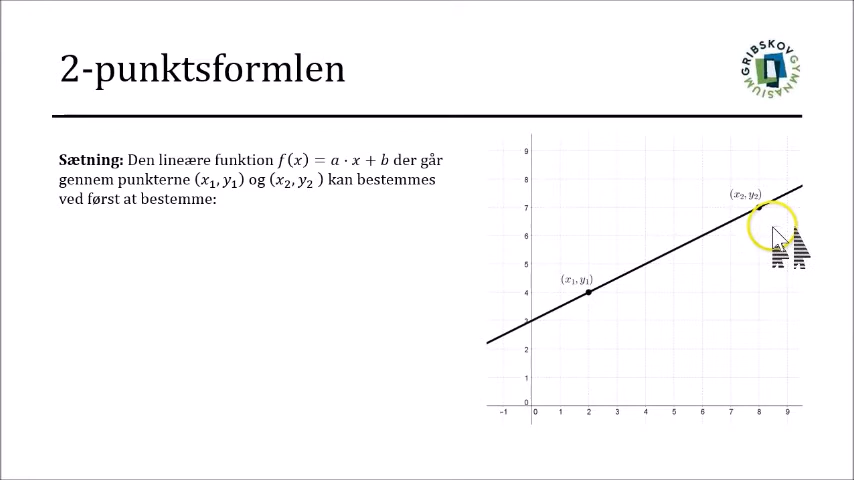 2-punktsformlen
GRIBSKOV GYMNASIUM
Sætning: Den lineære funktion f(x) = a · x + b der går
gennem punkterne (x₁, y₁) og (x₂, y₂ ) kan bestemmes
ved først at bestemme:
9
8
(x₂, y₂)
7
6
5
(x₁, y₁)
4
3
2
1
0
−1 0 1 2 3 4 5 6 7 8 9